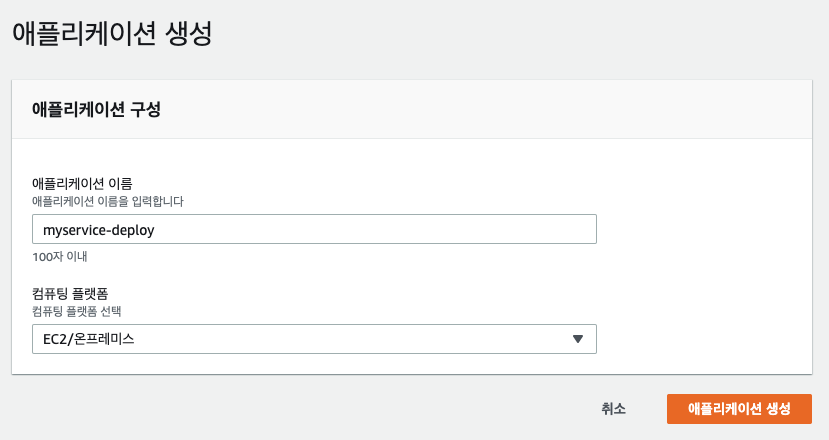 애플리케이션 생성
애플리케이션 구성
애플리케이션 이름
애플리케이션 이름을 입력합니다
myservice-deploy
100자 이내
컴퓨팅 플랫폼
컴퓨팅 플랫폼 선택
EC2/온프레미스
취소
애플리케이션 생성